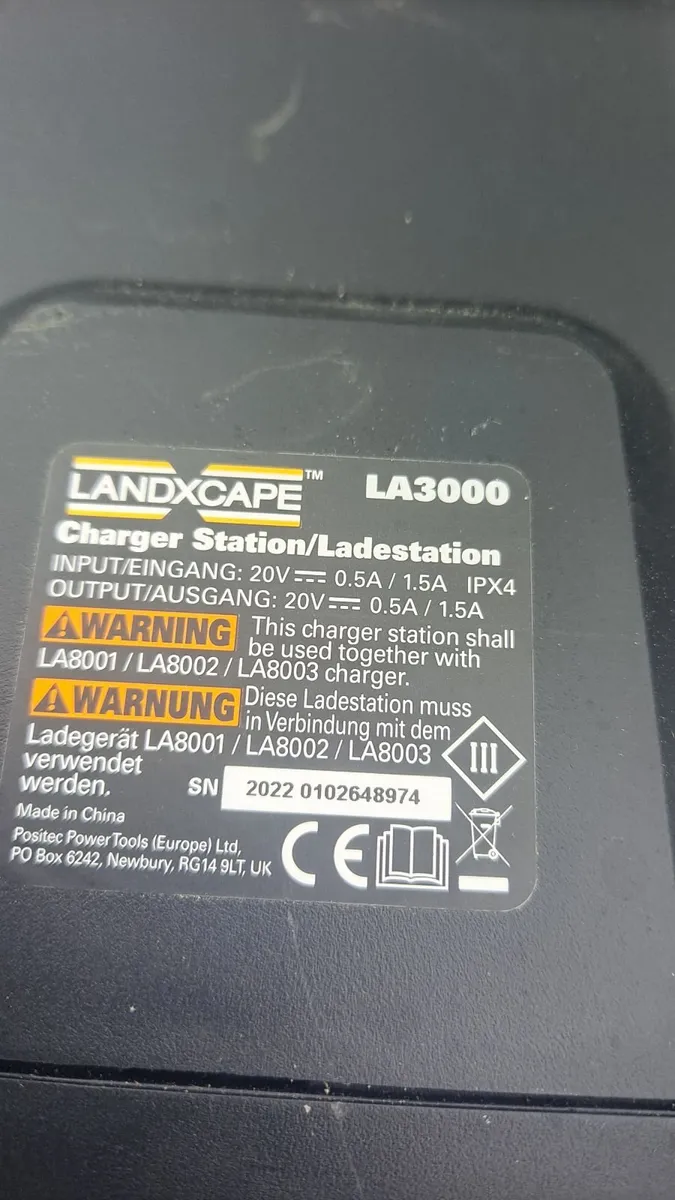 LANDXCAPE™ LA3000
Charger Station/Ladestation
INPUT/EINGANG: 20V⎓ 0.5A / 1.5A IPX4
OUTPUT/AUSGANG: 20V⎓ 0.5A / 1.5A
⚠WARNING This charger station shall
be used together with
LA8001 / LA8002 / LA8003 charger.
⚠WARNUNG Diese Ladestation muss
in Verbindung mit dem
Ladegerät LA8001 / LA8002 / LA8003
verwendet
werden.
III
SN 2022 0102648974
Made in China
Positec Power Tools (Europe) Ltd,
PO Box 6242, Newbury, RG14 9LT, UK
CE